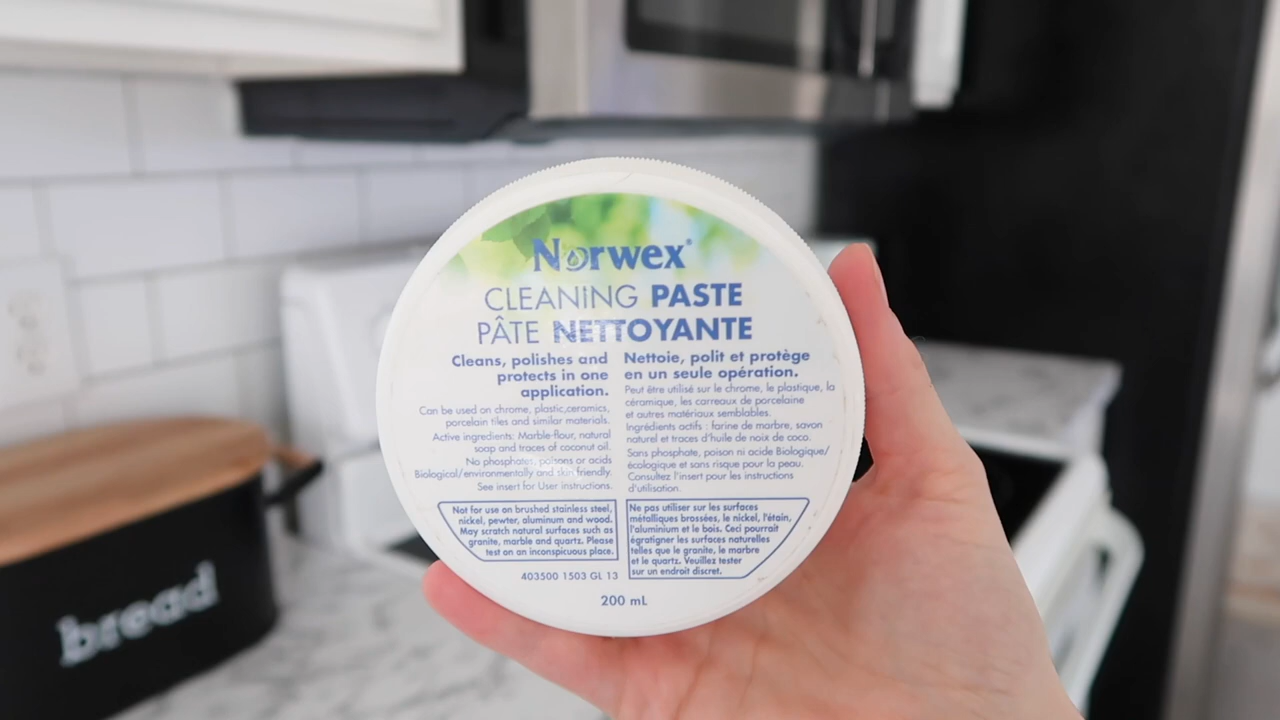 Norwex®
CLEANING PASTE
PÂTE NETTOYANTE
Cleans, polishes and
protects in one
application.
Can be used on chrome, plastic,ceramics,
porcelain tiles and similar materials.
Active ingredients: Marble-flour, natural
soap and traces of coconut oil.
No phosphates, poisons or acids
Biological/environmentally and skin friendly.
See insert for User instructions.
Nettoie, polit et protège
en un seule opération.
Peut être utilisé sur le chrome, le plastique, la
céramique, les carreaux de porcelaine
et autres matériaux semblables.
Ingrédients actifs : farine de marbre, savon
naturel et traces d'huile de noix de coco.
Sans phosphate, poison ni acide Biologique/
écologique et sans risque pour la peau.
Consultez l'insert pour les instructions
d'utilisation.
Not for use on brushed stainless steel,
nickel, pewter, aluminum and wood.
May scratch natural surfaces such as
granite, marble and quartz. Please
test on an inconspicuous place.
Ne pas utiliser sur les surfaces
métalliques brossées, le nickel, l'étain,
l'aluminium et le bois. Ceci pourrait
égratigner les surfaces naturelles
telles que le granite, le marbre
et le quartz. Veuillez tester
sur un endroit discret.
403500 1503 GL 13
200 mL
bread